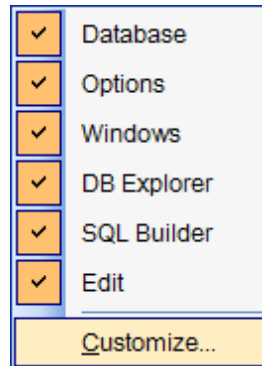 Database
Options
Windows
DB Explorer
SQL Builder
Edit
Customize...